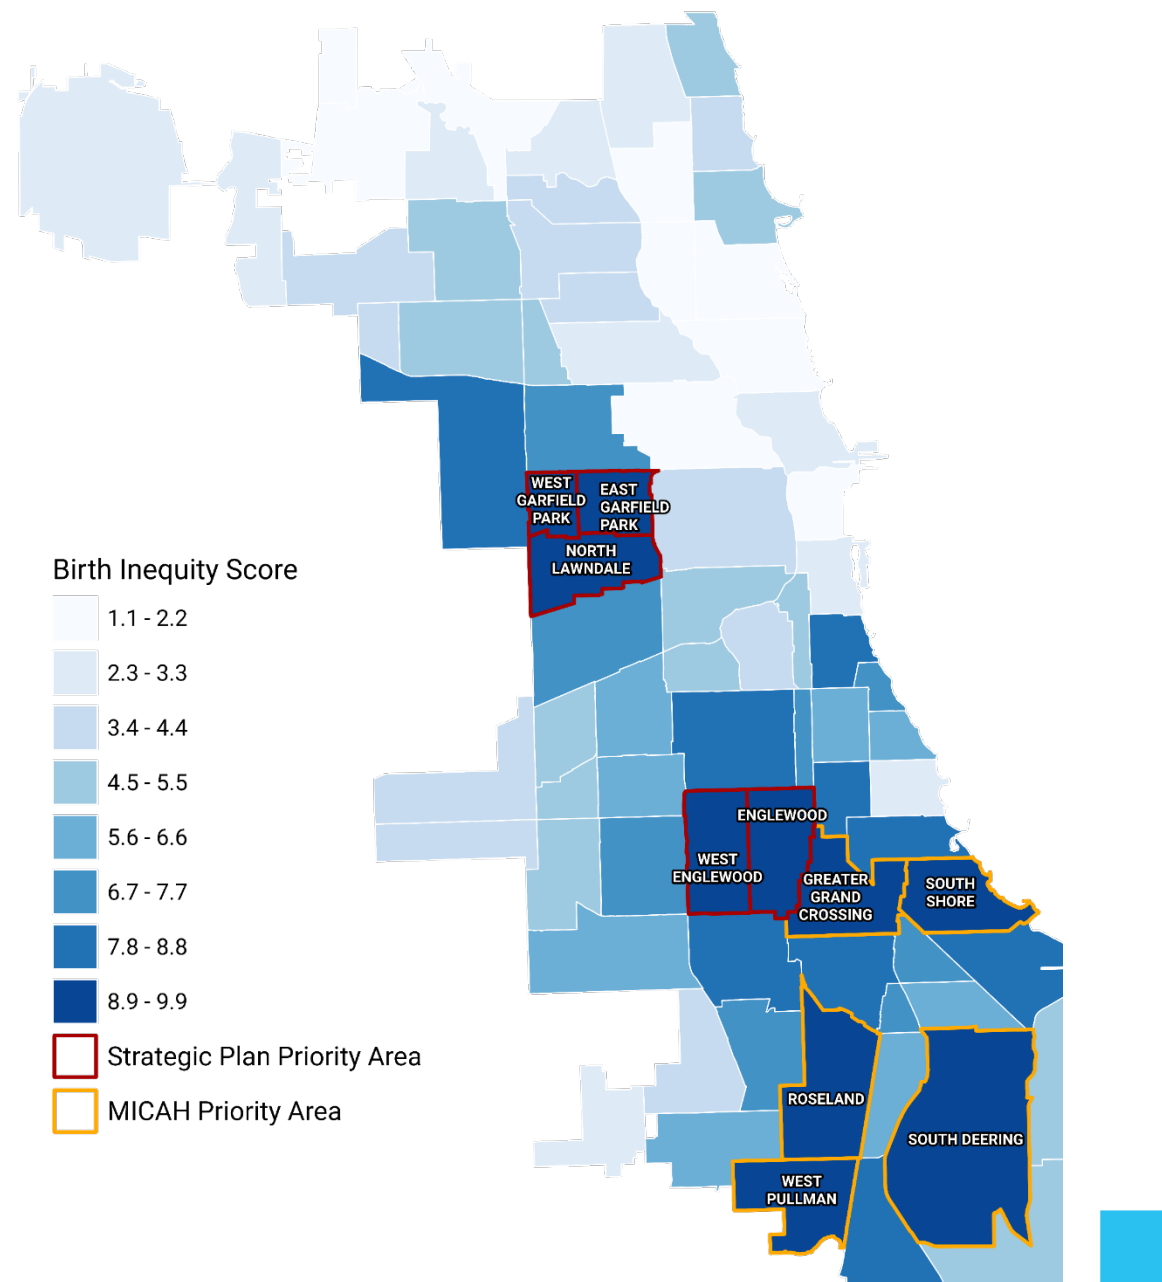 WEST
GARFIELD
PARK
EAST
GARFIELD
PARK
NORTH
LAWNDALE
Birth Inequity Score
1.1 - 2.2
2.3 - 3.3
3.4 - 4.4
4.5 - 5.5
5.6 - 6.6
6.7 - 7.7
7.8 - 8.8
8.9 - 9.9
Strategic Plan Priority Area
MICAH Priority Area
ENGLEWOOD
WEST
ENGLEWOOD
GREATER
GRAND
CROSSING
SOUTH
SHORE
ROSELAND
SOUTH DEERING
WEST
PULLMAN